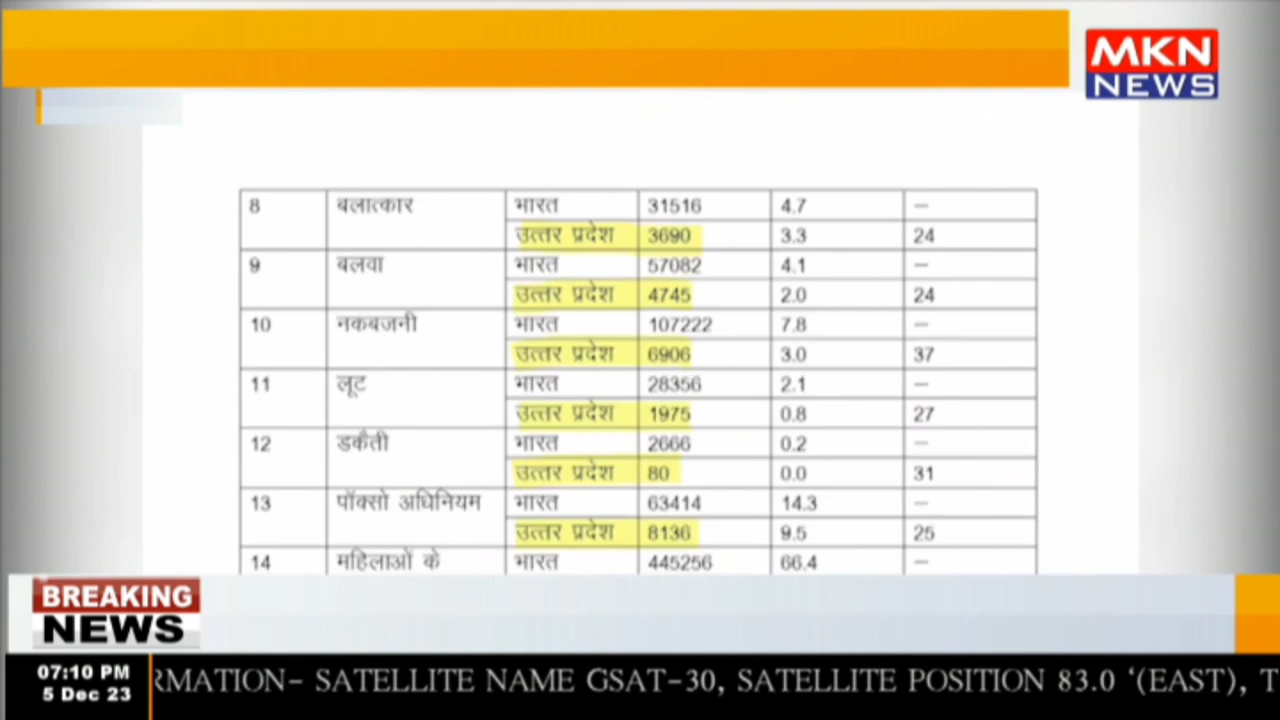 MKN
NEWS
8 बलात्कार भारत 31516 4.7 –
उत्तर प्रदेश 3690 3.3 24
9 बलवा भारत 57082 4.1 –
उत्तर प्रदेश 4745 2.0 24
10 नकबजनी भारत 107222 7.8 –
उत्तर प्रदेश 6906 3.0 37
11 लूट भारत 28356 2.1 –
उत्तर प्रदेश 1975 0.8 27
12 डकैती भारत 2666 0.2 –
उत्तर प्रदेश 80 0.0 31
13 पॉक्सो अधिनियम भारत 63414 14.3 –
उत्तर प्रदेश 8136 9.5 25
14 महिलाओं के भारत 445256 66.4 –
BREAKING
NEWS
07:10 PM
5 Dec 23
RMATION- SATELLITE NAME GSAT-30, SATELLITE POSITION 83.0 ‘(EAST), T